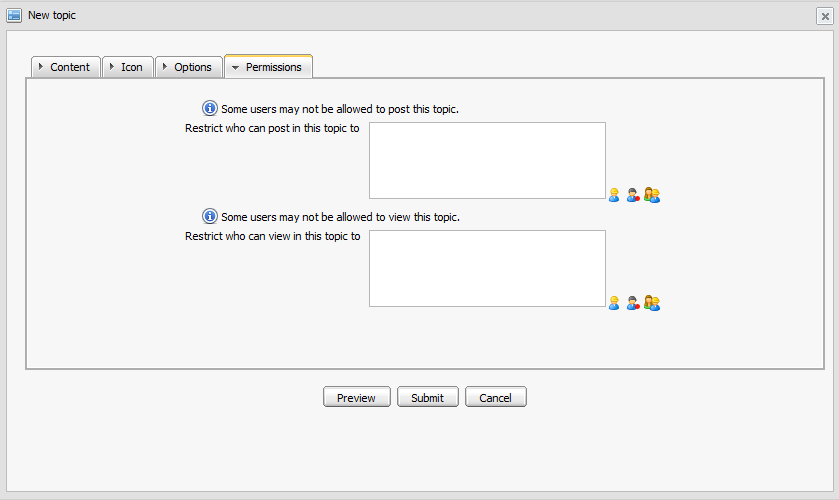 New topic
Content Icon Options Permissions
Some users may not be allowed to post this topic.
Restrict who can post in this topic to
Some users may not be allowed to view this topic.
Restrict who can view in this topic to
Preview Submit Cancel